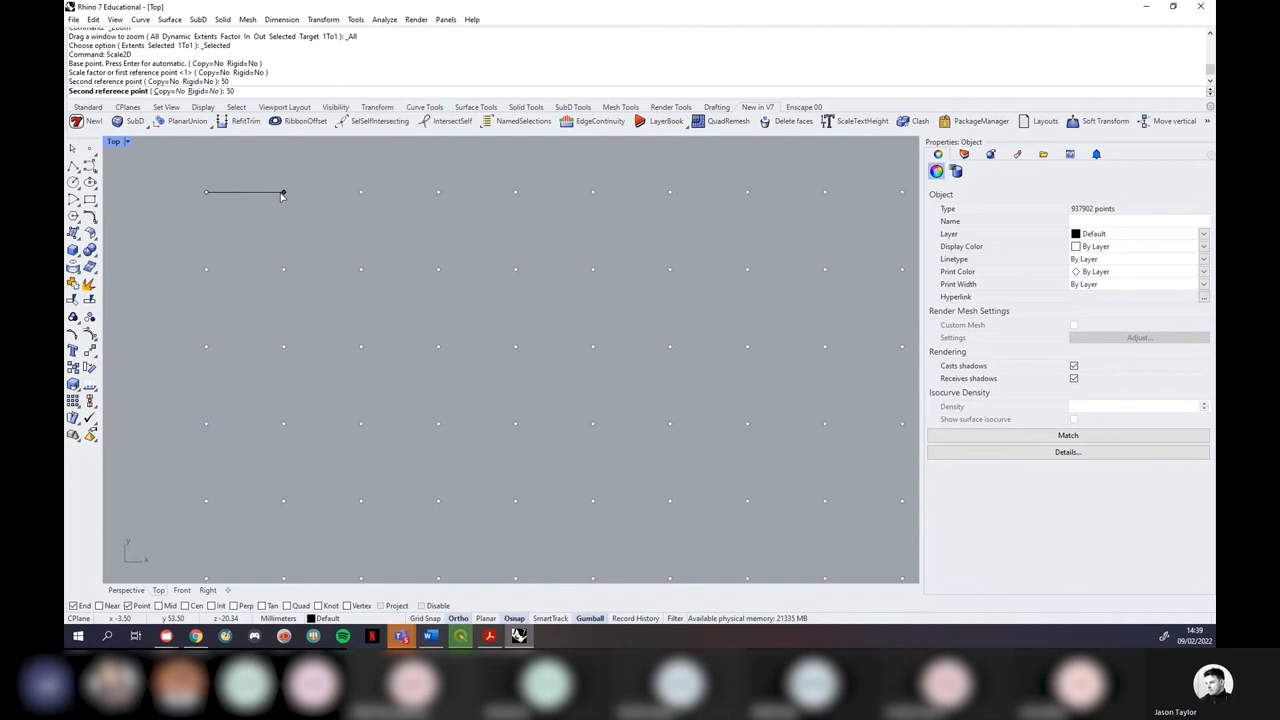 Rhino 7 Educational - [Top]
File Edit View Curve Surface SubD Solid Mesh Dimension Transform Tools Analyze Render Panels Help
Command: _Zoom
Drag a window to zoom ( All Dynamic Extents Factor In Out Selected Target 1To1 ): _All
Choose option ( Extents Selected 1To1 ): _Selected
Command: Scale2D
Base point. Press Enter for automatic. ( Copy=No Rigid=No )
Scale factor or first reference point <1> ( Copy=No Rigid=No )
Second reference point ( Copy=No Rigid=No ): 50
Second reference point ( Copy=No Rigid=No ): 50
Standard CPlanes Set View Display Select Viewport Layout Visibility Transform Curve Tools Surface Tools Solid Tools SubD Tools Mesh Tools Render Tools Drafting New in V7 Enscape 00
New! SubD PlanarUnion RefitTrim RibbonOffset SelSelfIntersecting IntersectSelf NamedSelections EdgeContinuity LayerBook QuadRemesh Delete faces ScaleTextHeight Clash PackageManager Layouts Soft Transform Move vertical »
Top
Properties: Object
Object
Type 937902 points
Name
Layer Default
Display Color By Layer
Linetype By Layer
Print Color By Layer
Print Width By Layer
Hyperlink ...
Render Mesh Settings
Custom Mesh
Settings Adjust...
Rendering
Casts shadows
Receives shadows
Isocurve Density
Density
Show surface isocurve
Match
Details...
y
x
Perspective Top Front Right
End Near Point Mid Cen Int Perp Tan Quad Knot Vertex Project Disable
CPlane x -3.50 y 53.50 z -20.34 Millimeters Default Grid Snap Ortho Planar Osnap SmartTrack Gumball Record History Filter Available physical memory: 21335 MB
14:39
09/02/2022
Jason Taylor